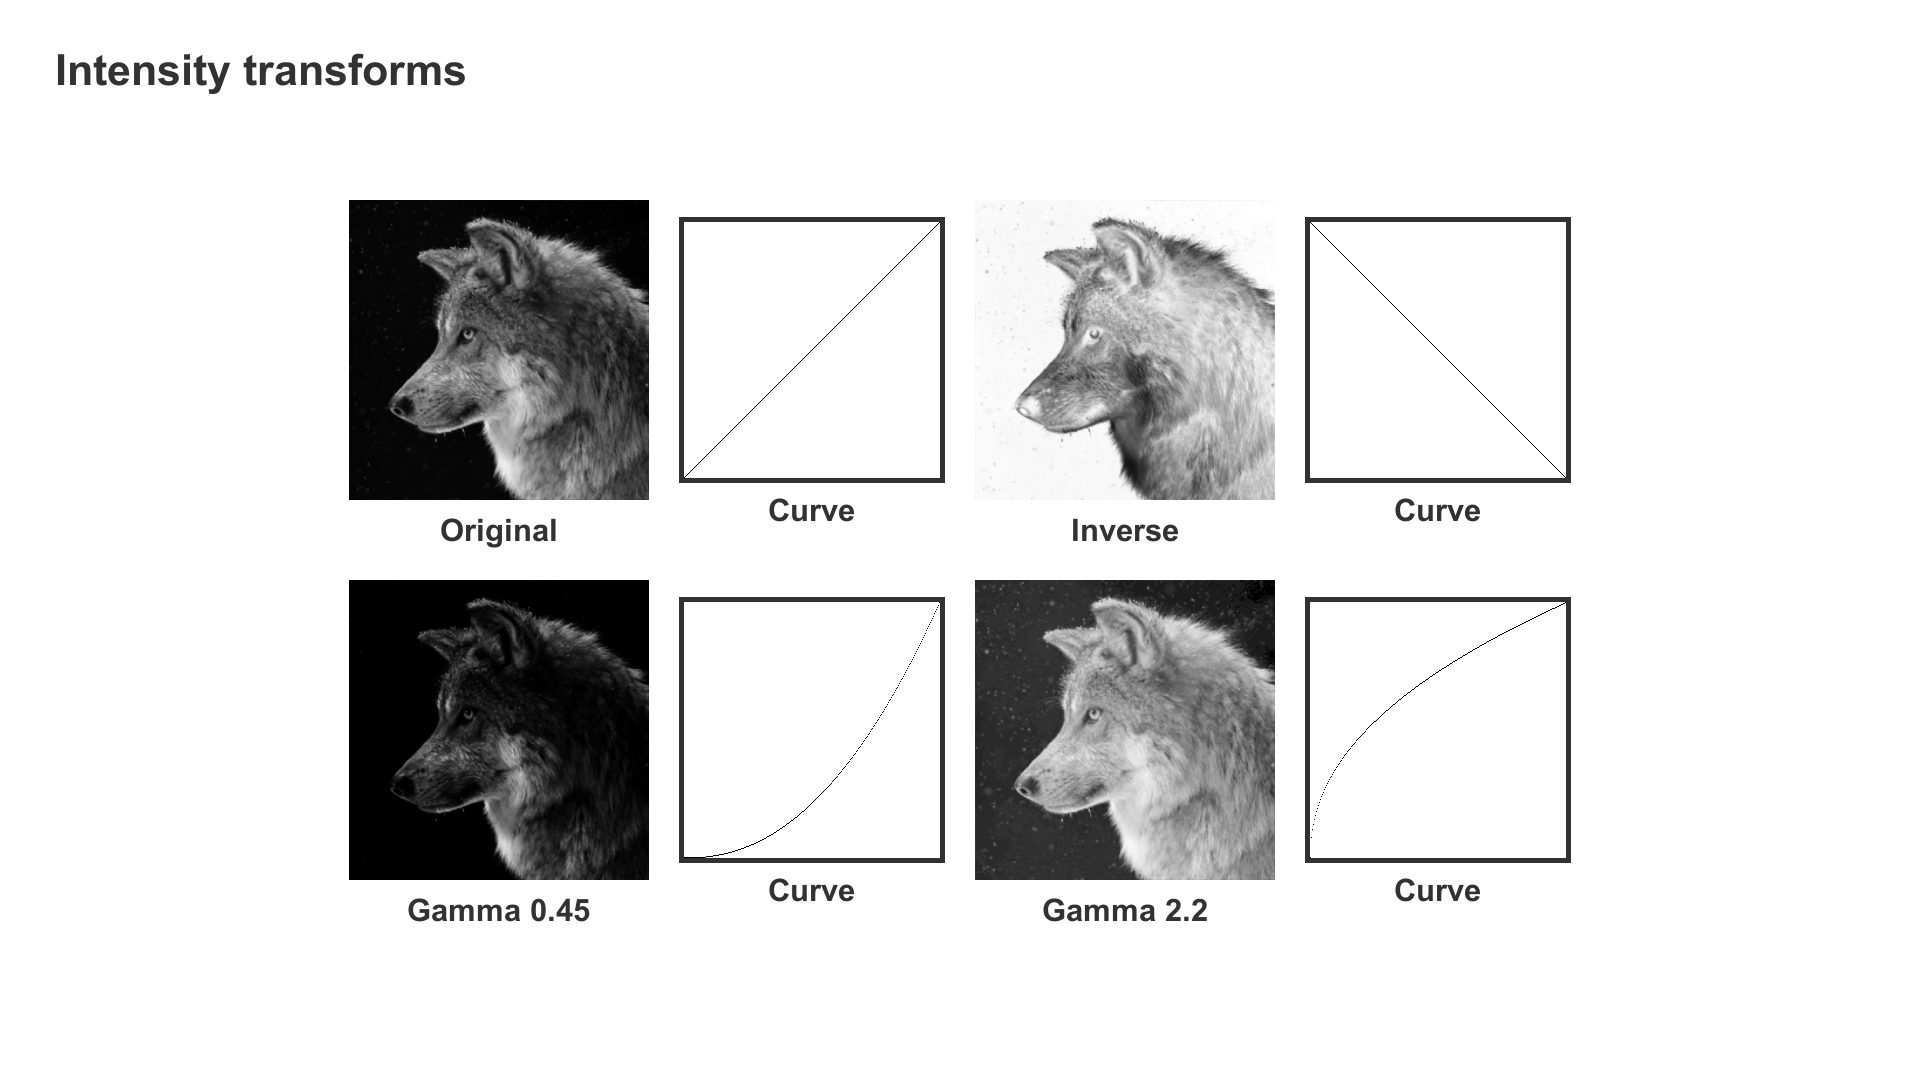 Intensity transforms
Original
Curve
Inverse
Curve
Gamma 0.45
Curve
Gamma 2.2
Curve